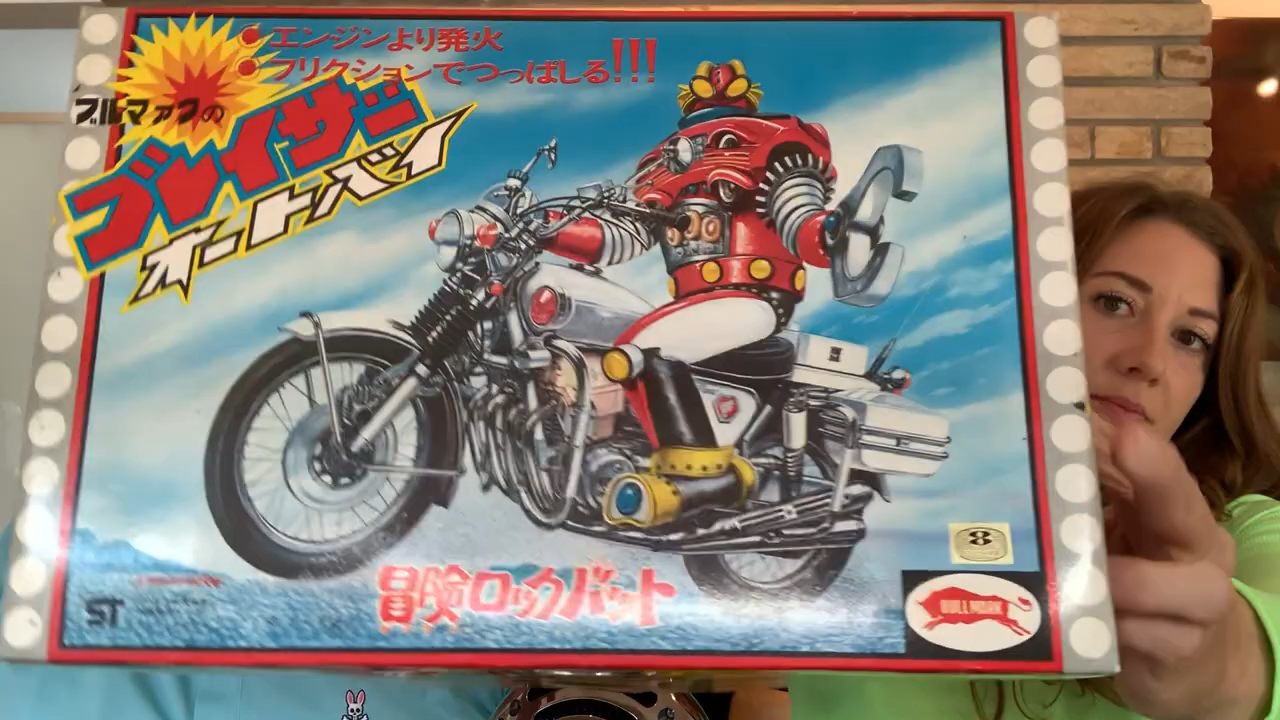 ●エンジンより発火
●フリクションでつっぱしる!!!
ブルマァクの
ブレイザー
オートバイ
8
BULLMARK
冒険ロックバット
ST